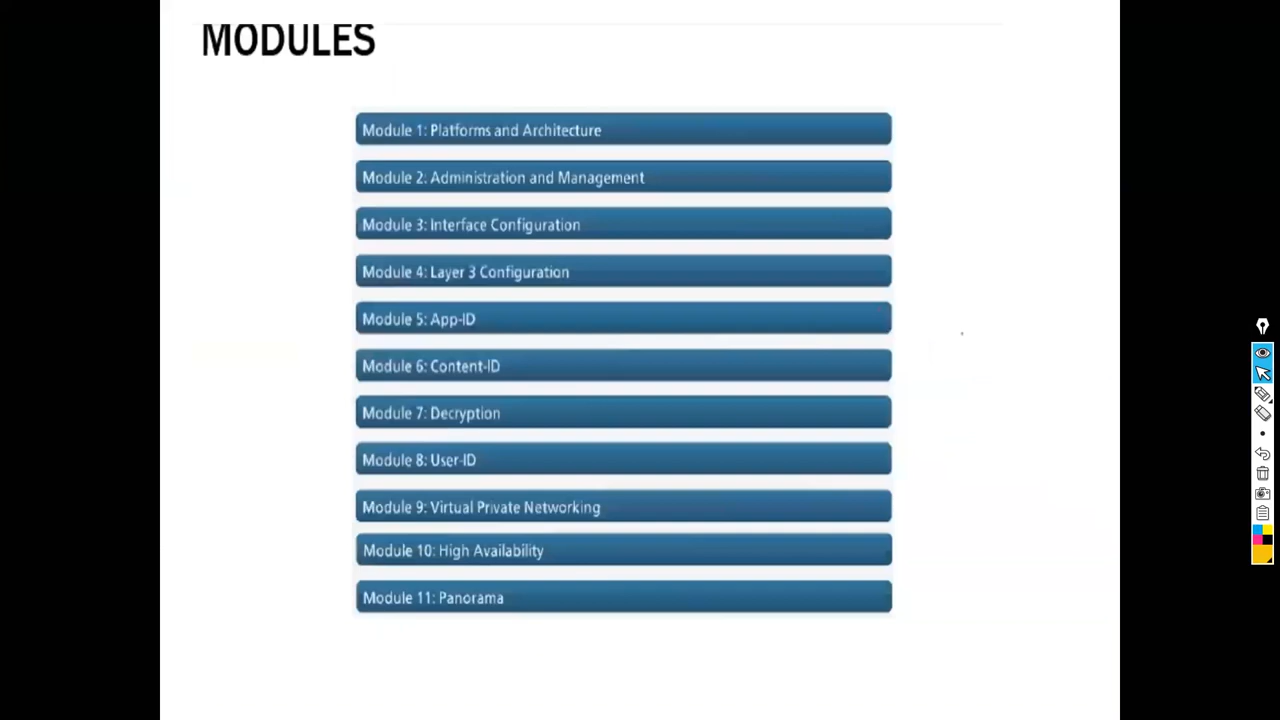 MODULES
Module 1: Platforms and Architecture
Module 2: Administration and Management
Module 3: Interface Configuration
Module 4: Layer 3 Configuration
Module 5: App-ID
Module 6: Content-ID
Module 7: Decryption
Module 8: User-ID
Module 9: Virtual Private Networking
Module 10: High Availability
Module 11: Panorama